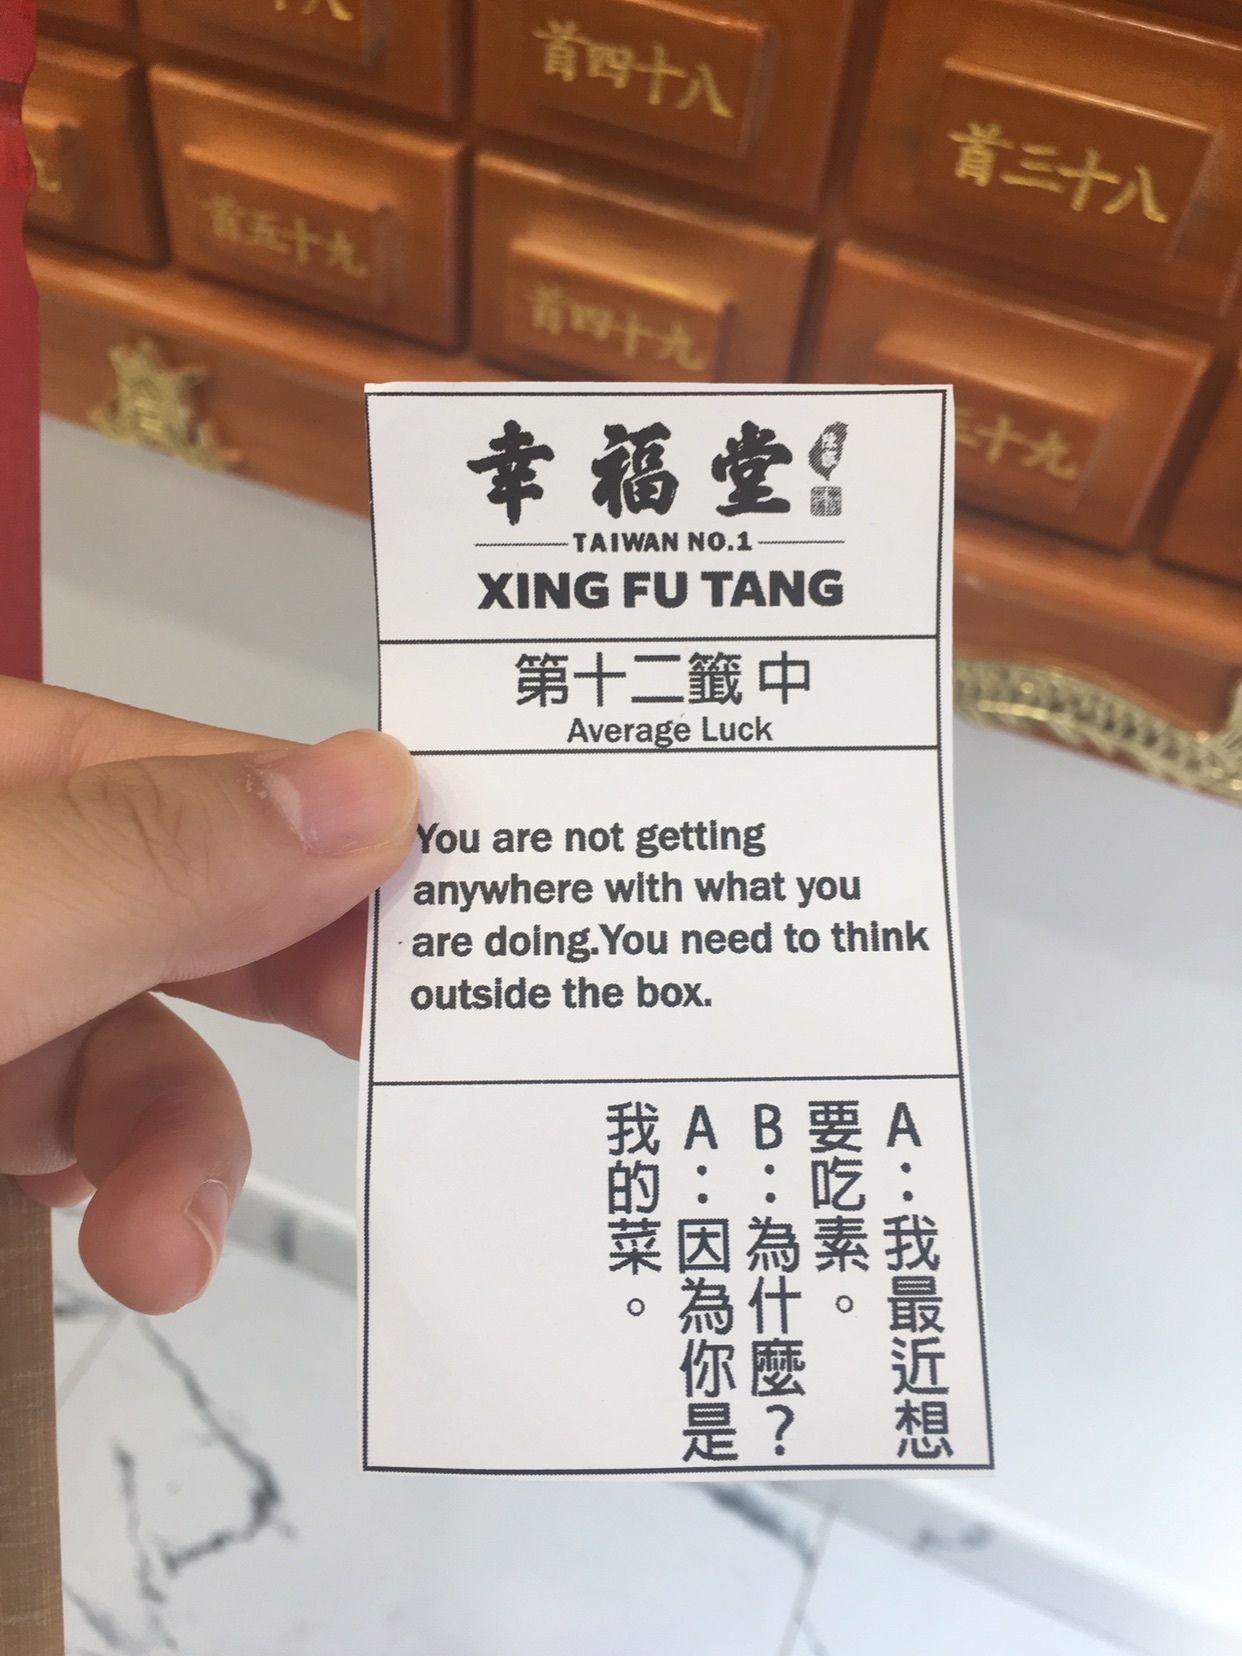 首四十八
首三十八
首五十九
首四十九
三十九
幸福堂
TAIWAN NO.1
XING FU TANG
第十二籤 中
Average Luck
You are not getting
anywhere with what you
are doing.You need to think
outside the box.
A：我最近想
要吃素。
B：為什麼？
A：因為你是
我的菜。